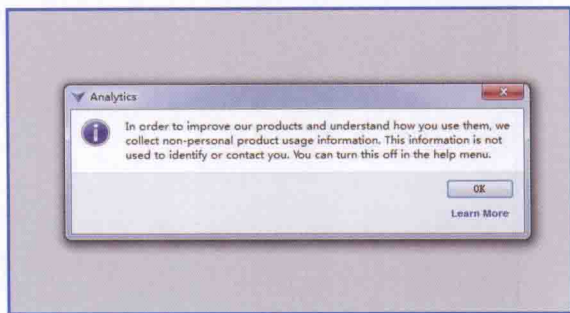 Analytics
In order to improve our products and understand how you use them, we
collect non-personal product usage information. This information is not
used to identify or contact you. You can turn this off in the help menu.
OK
Learn More